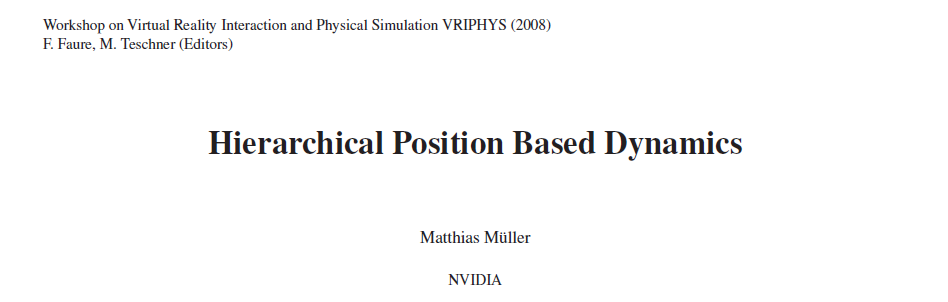 Workshop on Virtual Reality Interaction and Physical Simulation VRIPHYS (2008)
F. Faure, M. Teschner (Editors)
Hierarchical Position Based Dynamics
Matthias Müller
NVIDIA